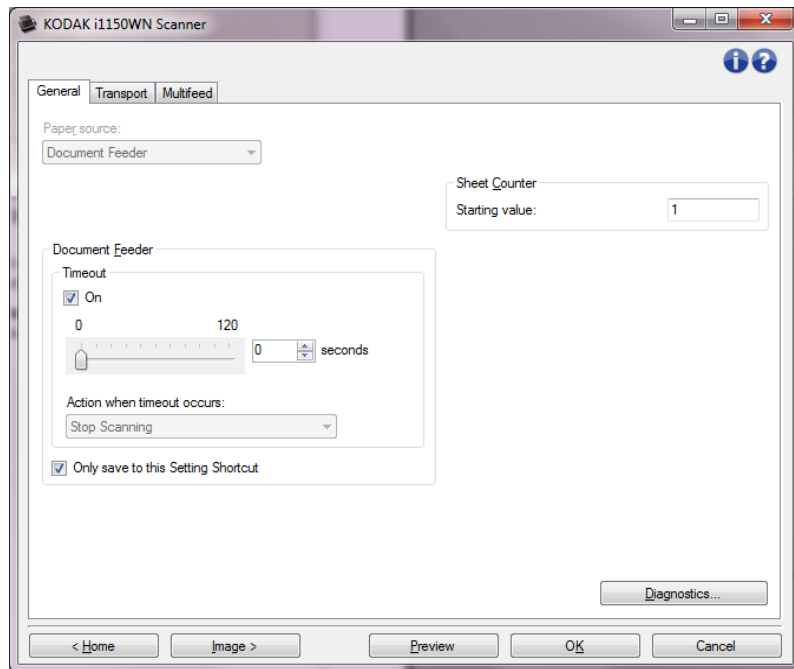 KODAK i1150WN Scanner
General Transport Multifeed
Paper source:
Document Feeder
Sheet Counter
Starting value: 1
Document Feeder
Timeout
On
0 120
0 seconds
Action when timeout occurs:
Stop Scanning
Only save to this Setting Shortcut
Diagnostics...
< Home Image > Preview OK Cancel